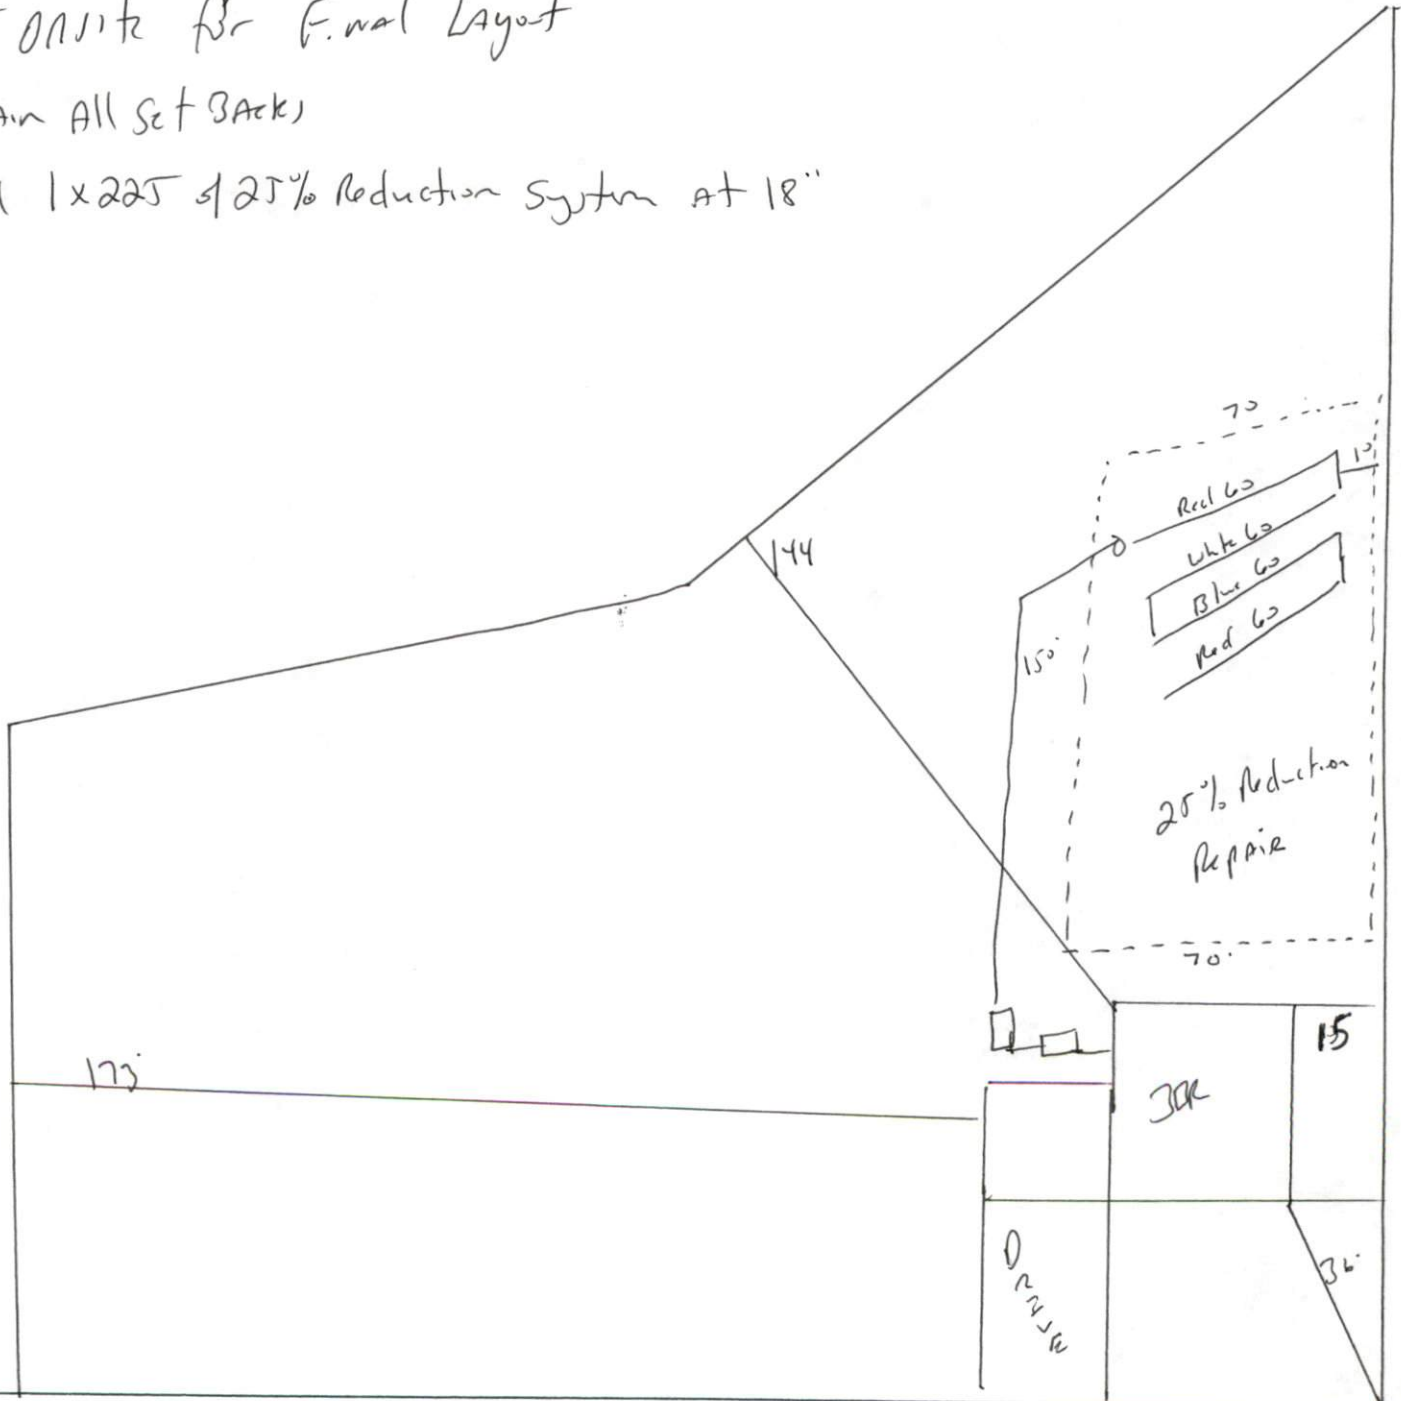 onsite for Final Layout
All Set Backs
1x225 of 25% Reduction System At 18"
70
10
Red 60
White 60
144
Blue 60
Red 60
150'
25% Reduction
Repair
70'
15
173'
3BR
DRIVE
36'